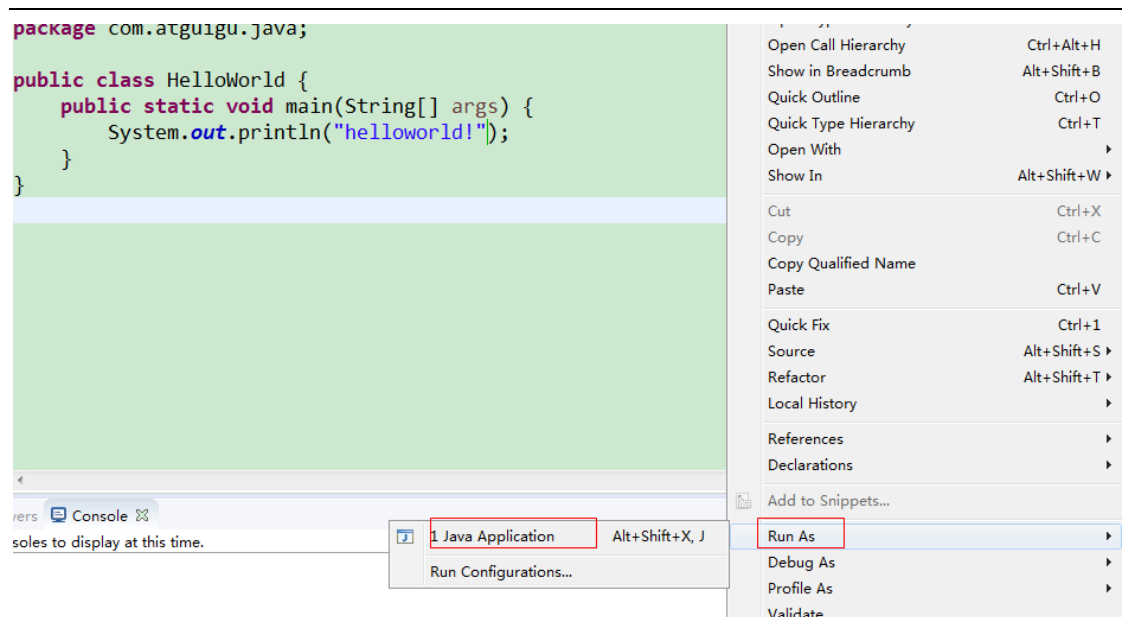 package com.atguigu.java;
public class HelloWorld {
public static void main(String[] args) {
System.out.println("helloworld!");
}
}
Open Call Hierarchy Ctrl+Alt+H
Show in Breadcrumb Alt+Shift+B
Quick Outline Ctrl+O
Quick Type Hierarchy Ctrl+T
Open With
Show In Alt+Shift+W
Cut Ctrl+X
Copy Ctrl+C
Copy Qualified Name
Paste Ctrl+V
Quick Fix Ctrl+1
Source Alt+Shift+S
Refactor Alt+Shift+T
Local History
References
Declarations
Add to Snippets...
Run As
Debug As
Profile As
Validate
vers Console
soles to display at this time.
1 Java Application Alt+Shift+X, J
Run Configurations...